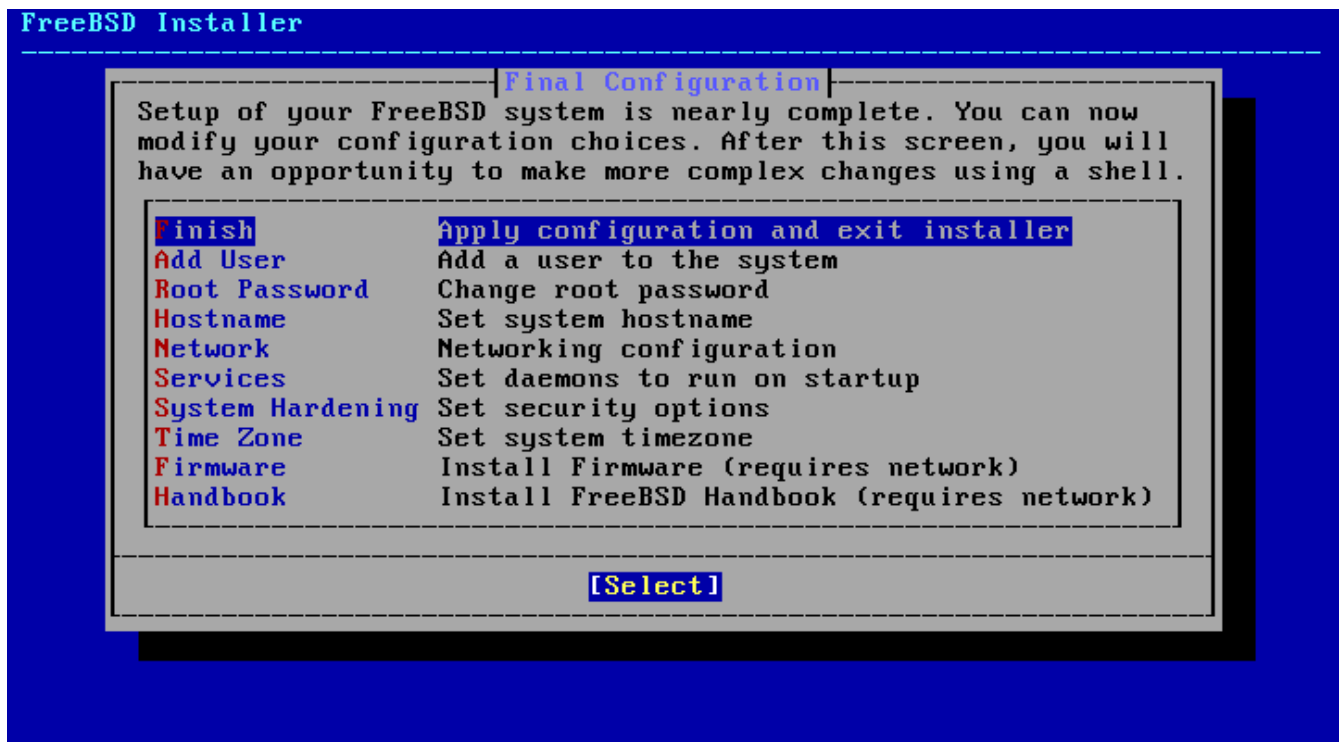 FreeBSD Installer
Final Configuration
Setup of your FreeBSD system is nearly complete. You can now
modify your configuration choices. After this screen, you will
have an opportunity to make more complex changes using a shell.
Finish Apply configuration and exit installer
Add User Add a user to the system
Root Password Change root password
Hostname Set system hostname
Network Networking configuration
Services Set daemons to run on startup
System Hardening Set security options
Time Zone Set system timezone
Firmware Install Firmware (requires network)
Handbook Install FreeBSD Handbook (requires network)
[Select]